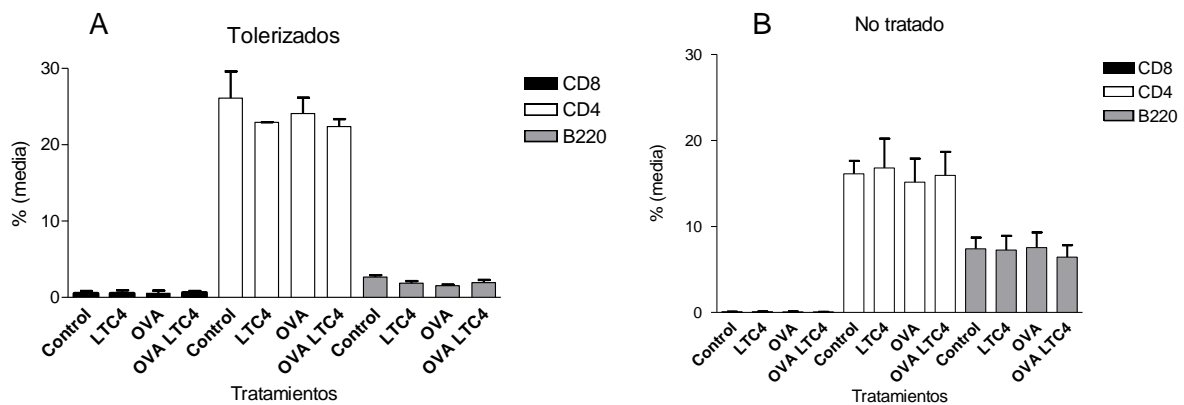 A
Tolerizados
30
20
10
0
% (media)
CD8
CD4
B220
Control
LTC4
OVA
OVA LTC4
Control
LTC4
OVA
OVA LTC4
Control
LTC4
OVA
OVA LTC4
Tratamientos
B
No tratado
30
20
10
0
% (media)
CD8
CD4
B220
Control
LTC4
OVA
OVA LTC4
Control
LTC4
OVA
OVA LTC4
Control
LTC4
OVA
OVA LTC4
Tratamientos